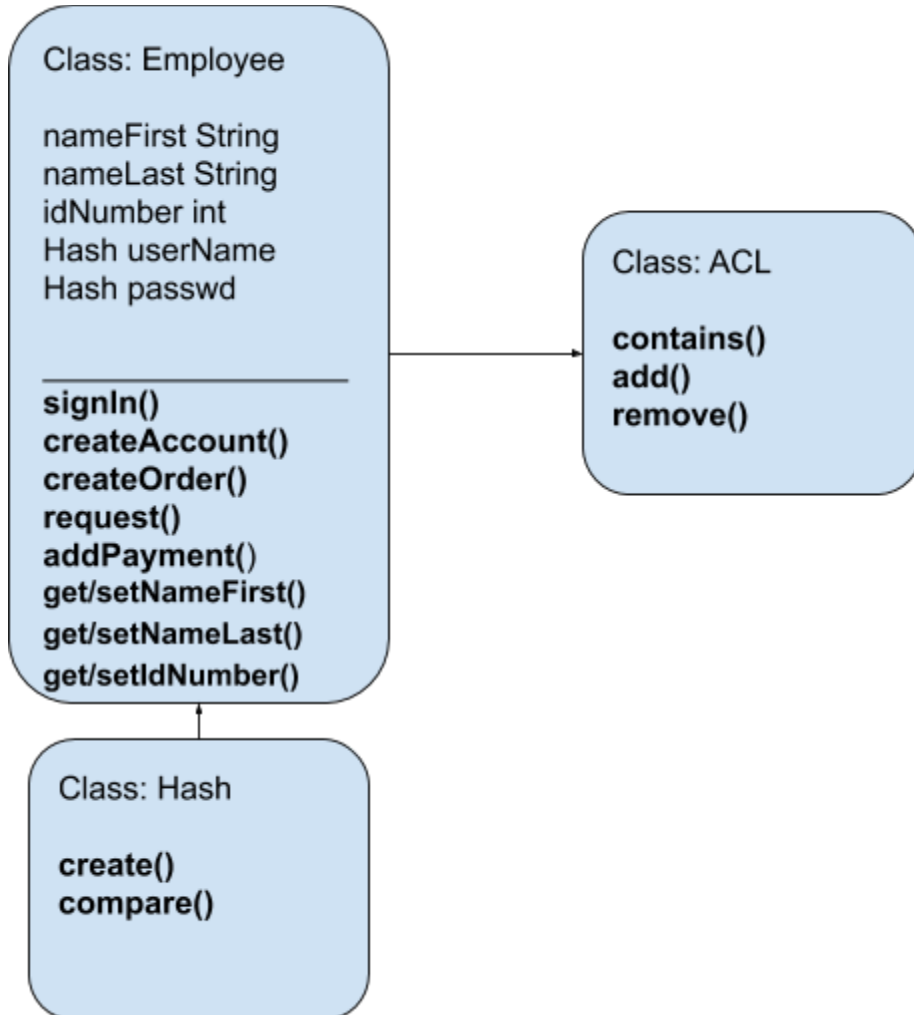 Class: Employee
nameFirst String
nameLast String
idNumber int
Hash userName
Hash passwd
signIn()
createAccount()
createOrder()
request()
addPayment()
get/setNameFirst()
get/setNameLast()
get/setIdNumber()
Class: ACL
contains()
add()
remove()
Class: Hash
create()
compare()